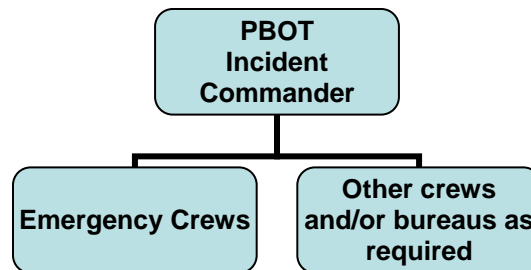 PBOT
Incident
Commander
Emergency Crews
Other crews
and/or bureaus as
required